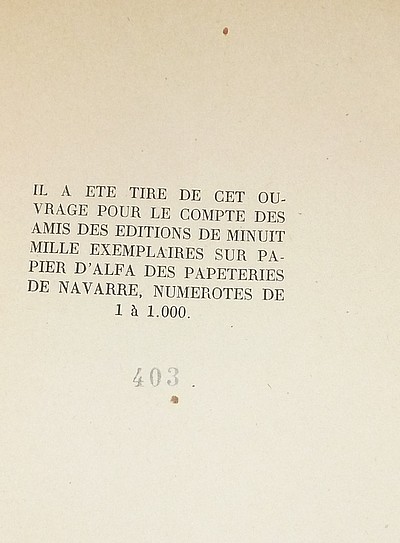 IL A ETE TIRE DE CET OU-
VRAGE POUR LE COMPTE DES
AMIS DES EDITIONS DE MINUIT
MILLE EXEMPLAIRES SUR PA-
PIER D'ALFA DES PAPETERIES
DE NAVARRE, NUMEROTES DE
1 à 1.000.
403